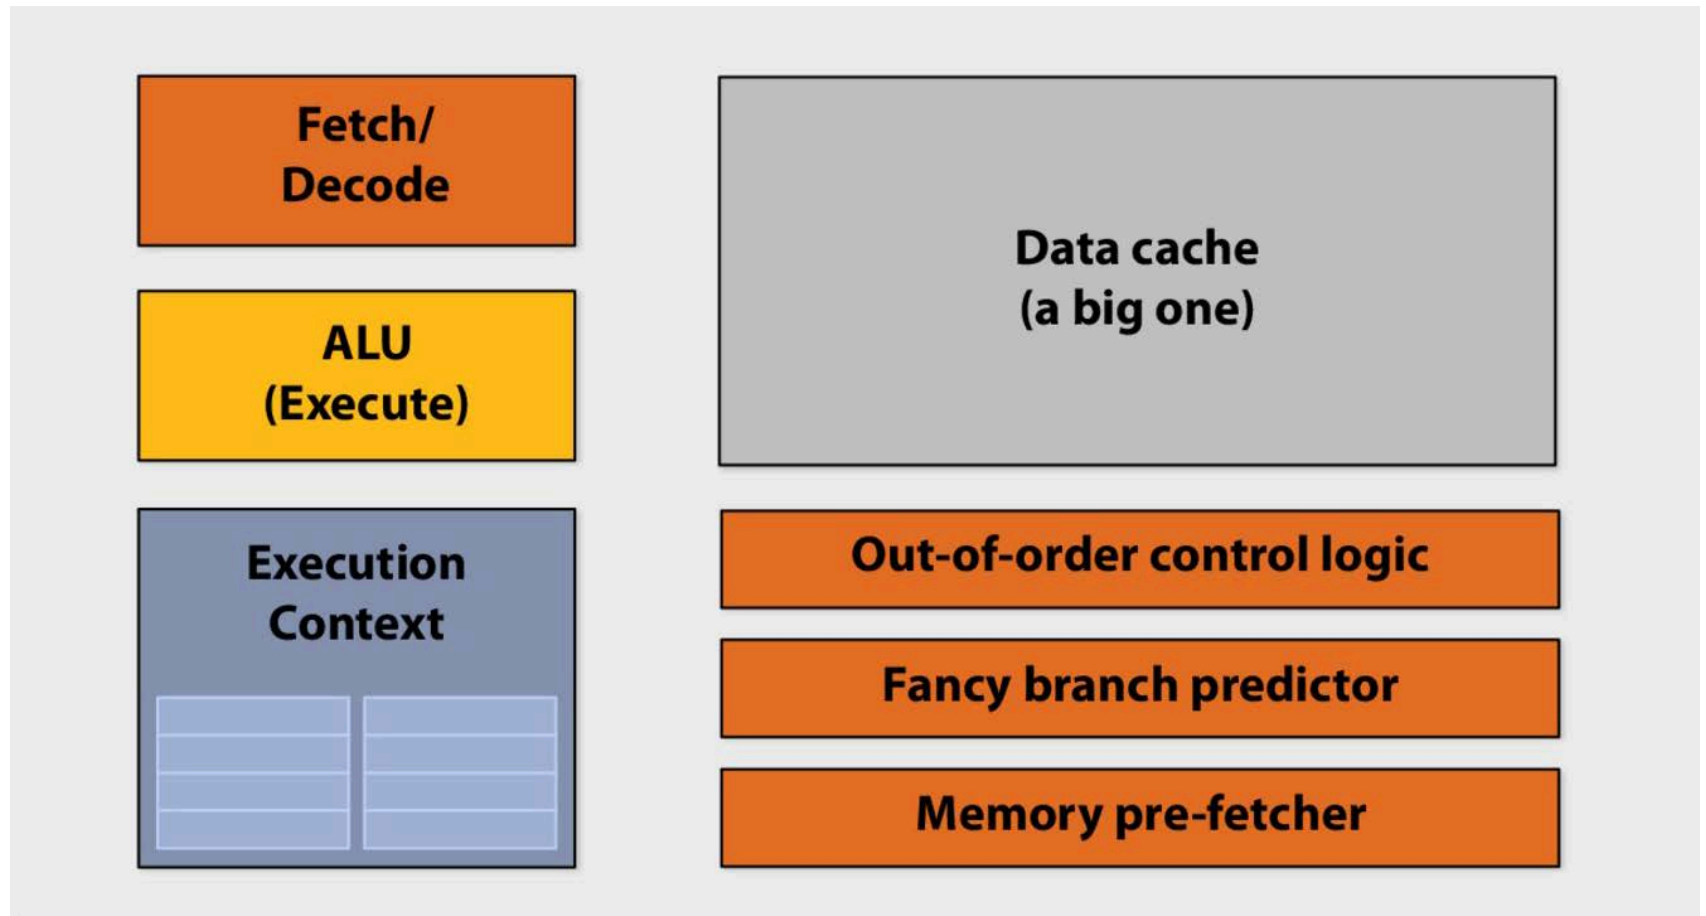 Fetch/
Decode
ALU
(Execute)
Execution
Context
Data cache
(a big one)
Out-of-order control logic
Fancy branch predictor
Memory pre-fetcher